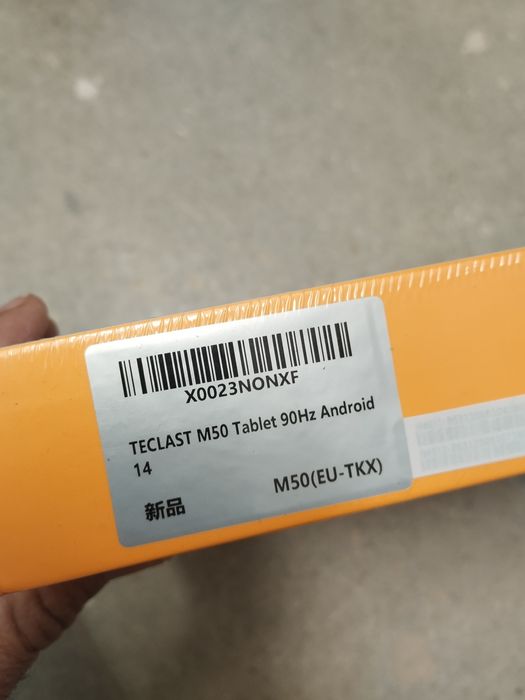 X0023NONXF
TECLAST M50 Tablet 90Hz Android
14
M50(EU-TKX)
新品